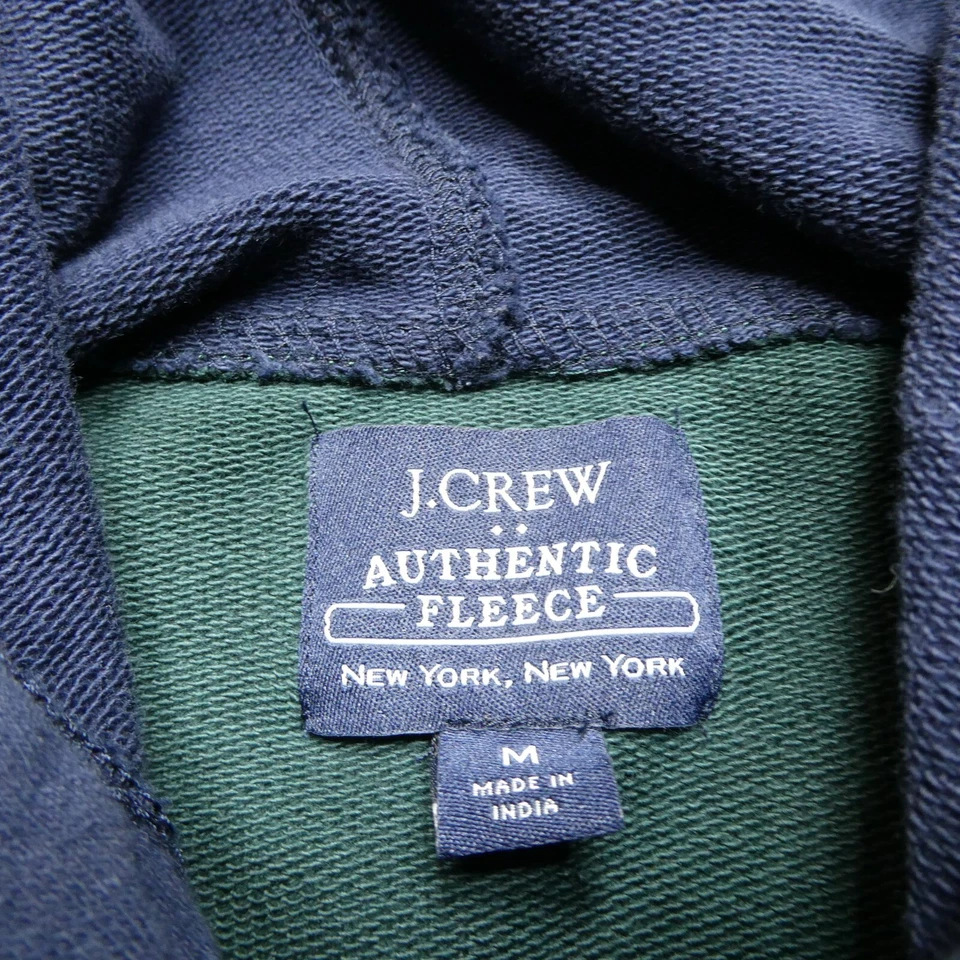 J.CREW
AUTHENTIC
FLEECE
NEW YORK, NEW YORK
M
MADE IN
INDIA